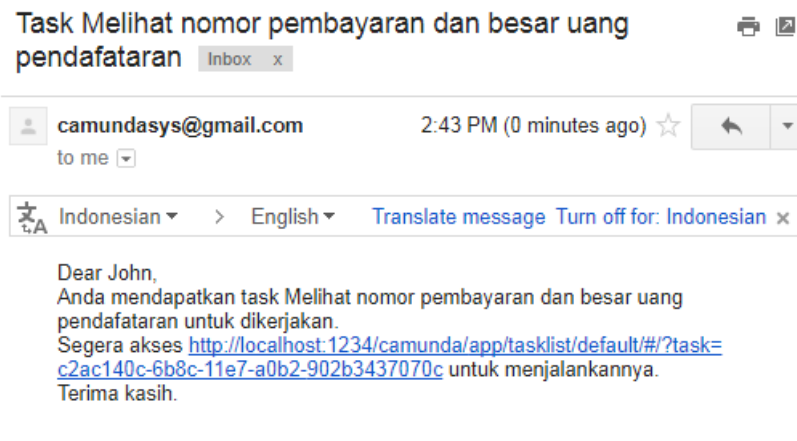 Task Melihat nomor pembayaran dan besar uang
pendafataran Inbox x
camundasys@gmail.com 2:43 PM (0 minutes ago)
to me
Indonesian > English Translate message Turn off for: Indonesian x
Dear John,
Anda mendapatkan task Melihat nomor pembayaran dan besar uang
pendafataran untuk dikerjakan.
Segera akses http://localhost:1234/camunda/app/tasklist/default/#/?task=
c2ac140c-6b8c-11e7-a0b2-902b3437070c untuk menjalankannya.
Terima kasih.